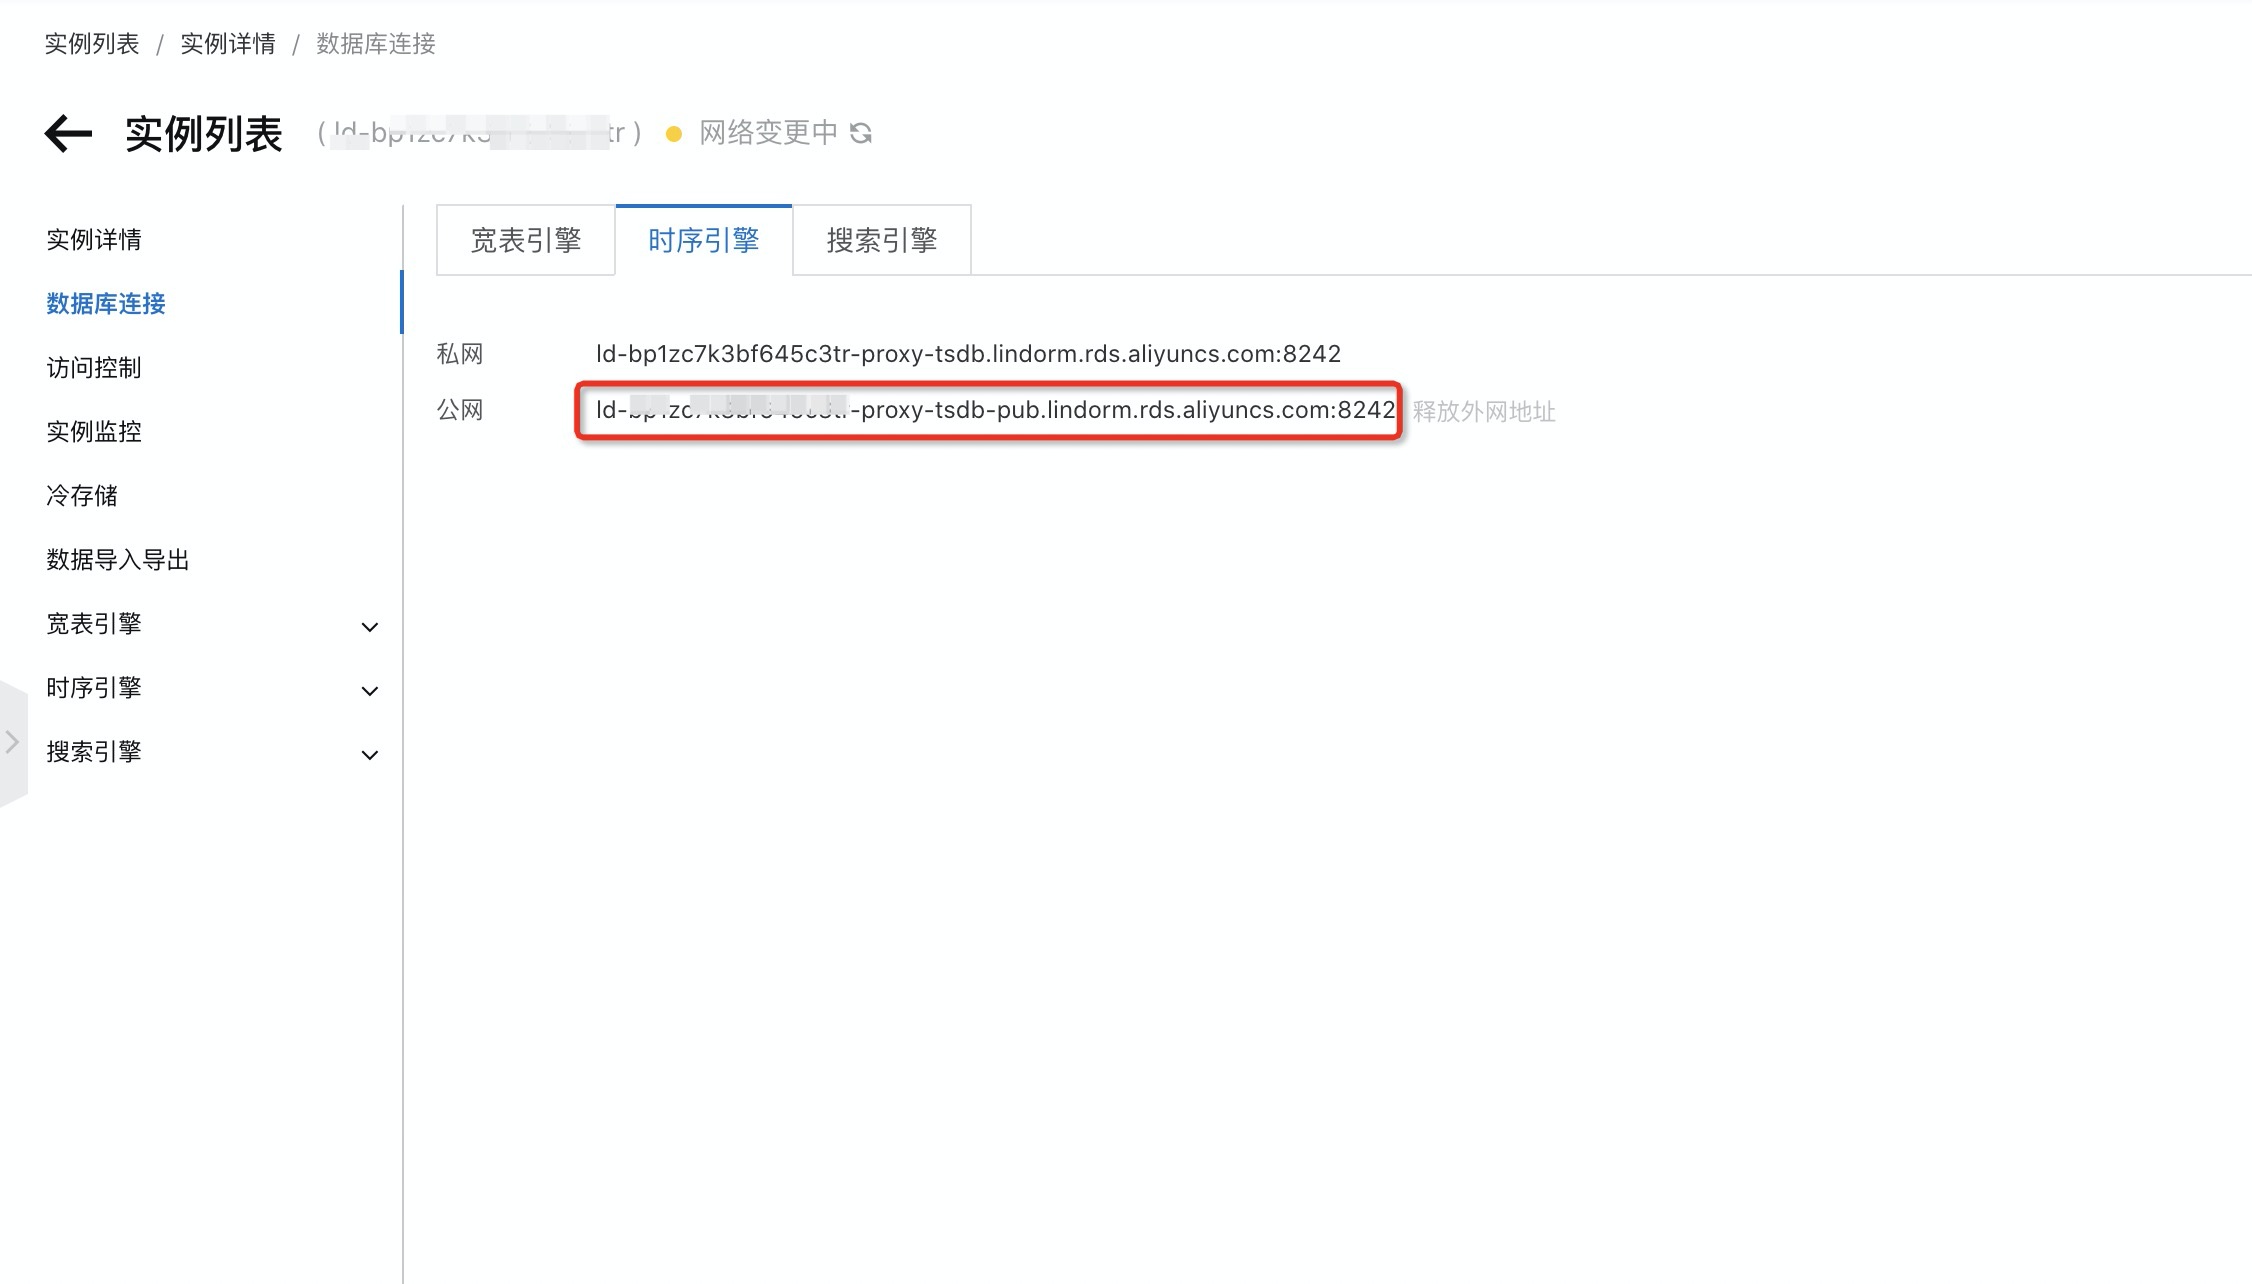 实例列表 / 实例详情 / 数据库连接
实例列表 ( tr ) 网络变更中
实例详情
数据库连接
访问控制
实例监控
冷存储
数据导入导出
宽表引擎
时序引擎
搜索引擎
宽表引擎 时序引擎 搜索引擎
私网 ld-bp1zc7k3bf645c3tr-proxy-tsdb.lindorm.rds.aliyuncs.com:8242
公网 ld- -proxy-tsdb-pub.lindorm.rds.aliyuncs.com:8242 释放外网地址